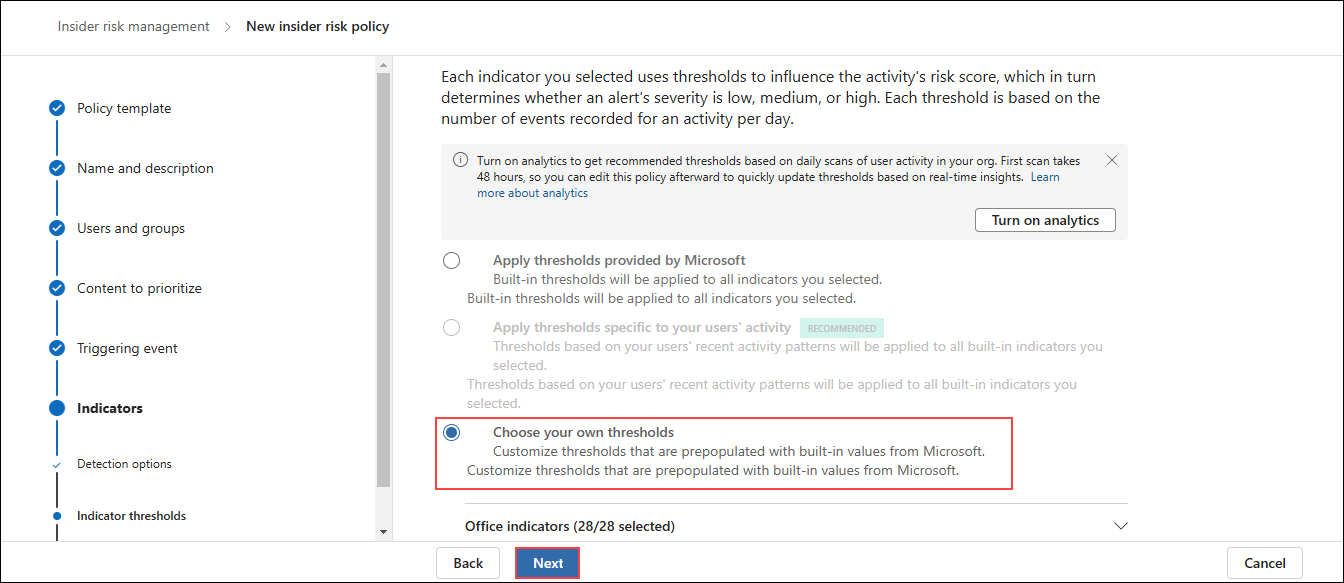 Insider risk management > New insider risk policy
Policy template
Name and description
Users and groups
Content to prioritize
Triggering event
Indicators
Detection options
Indicator thresholds
Each indicator you selected uses thresholds to influence the activity's risk score, which in turn
determines whether an alert's severity is low, medium, or high. Each threshold is based on the
number of events recorded for an activity per day.
Turn on analytics to get recommended thresholds based on daily scans of user activity in your org. First scan takes
48 hours, so you can edit this policy afterward to quickly update thresholds based on real-time insights. Learn
more about analytics
Turn on analytics
Apply thresholds provided by Microsoft
Built-in thresholds will be applied to all indicators you selected.
Built-in thresholds will be applied to all indicators you selected.
Apply thresholds specific to your users' activity RECOMMENDED
Thresholds based on your users' recent activity patterns will be applied to all built-in indicators you
selected.
Thresholds based on your users' recent activity patterns will be applied to all built-in indicators you
selected.
Choose your own thresholds
Customize thresholds that are prepopulated with built-in values from Microsoft.
Customize thresholds that are prepopulated with built-in values from Microsoft.
Office indicators (28/28 selected)
Back Next Cancel